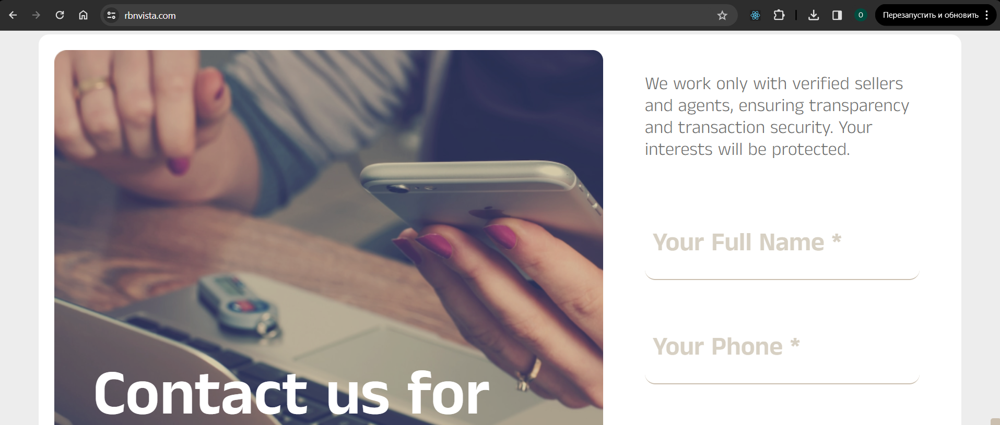 rbnvista.com
O
Перезапустить и обновить
We work only with verified sellers
and agents, ensuring transparency
and transaction security. Your
interests will be protected.
Your Full Name *
Your Phone *
Contact us for